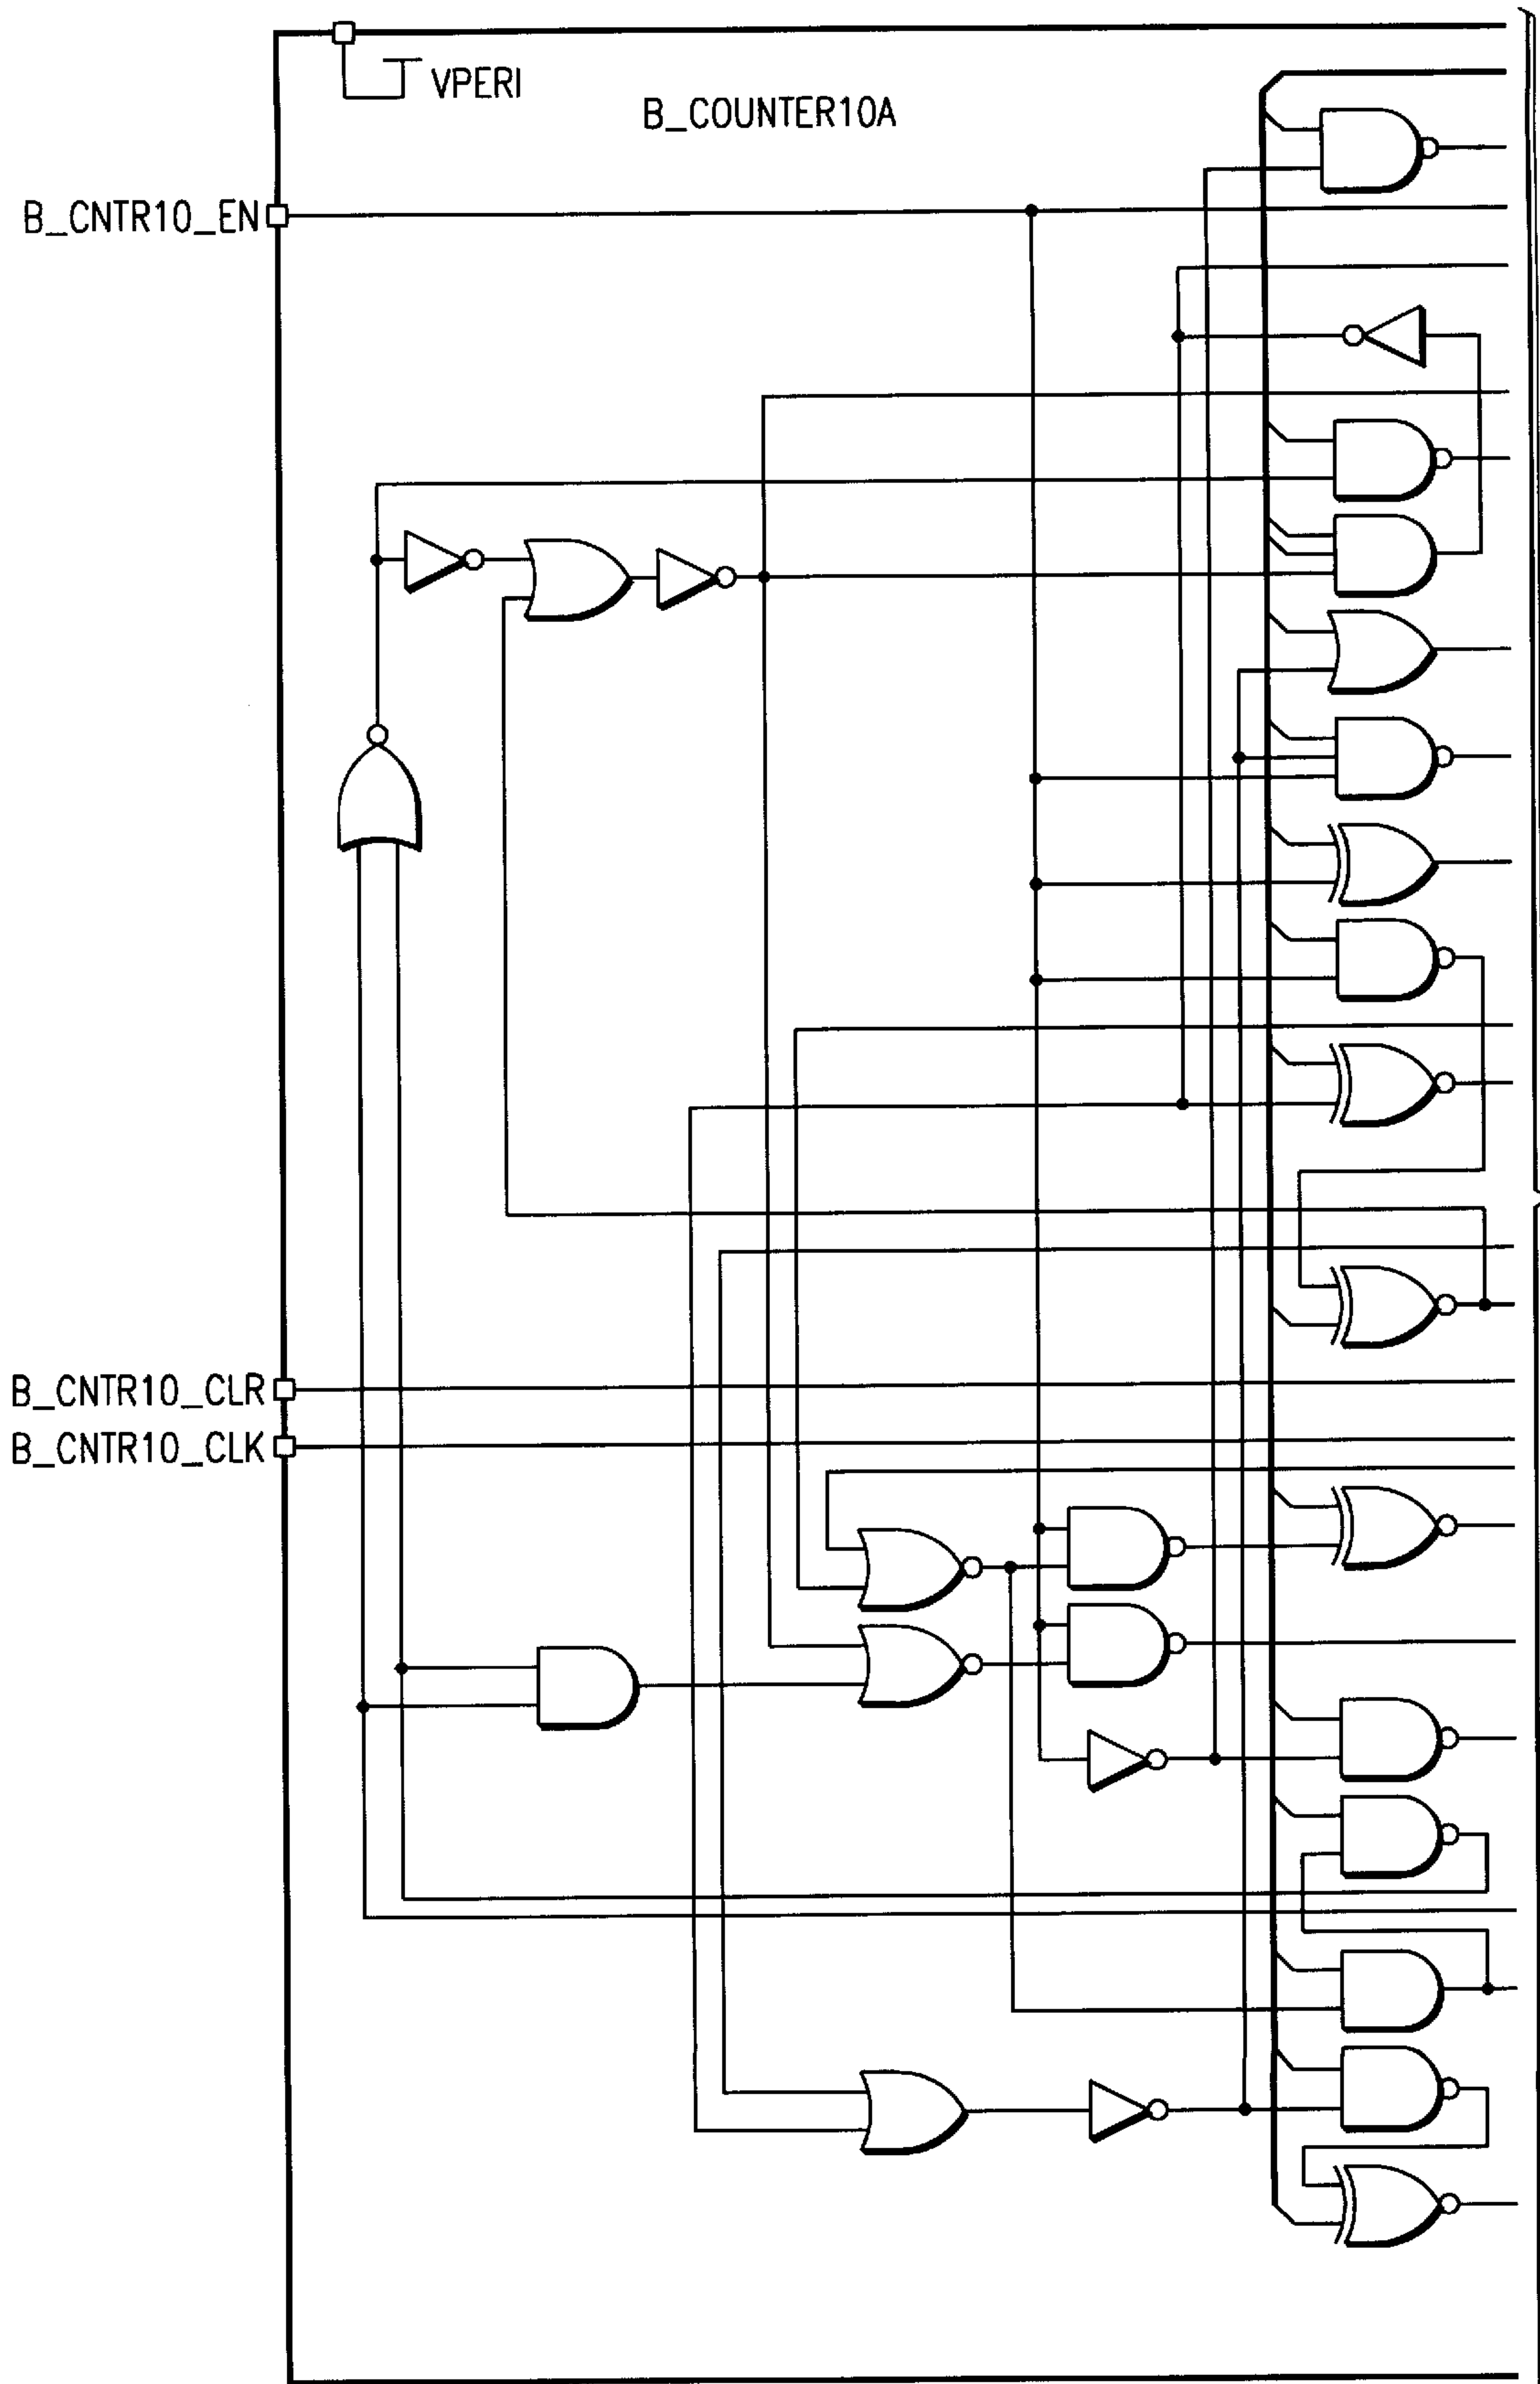 VPERI
B_COUNTER10A
B_CNTR10_EN
B_CNTR10_CLR
B_CNTR10_CLK